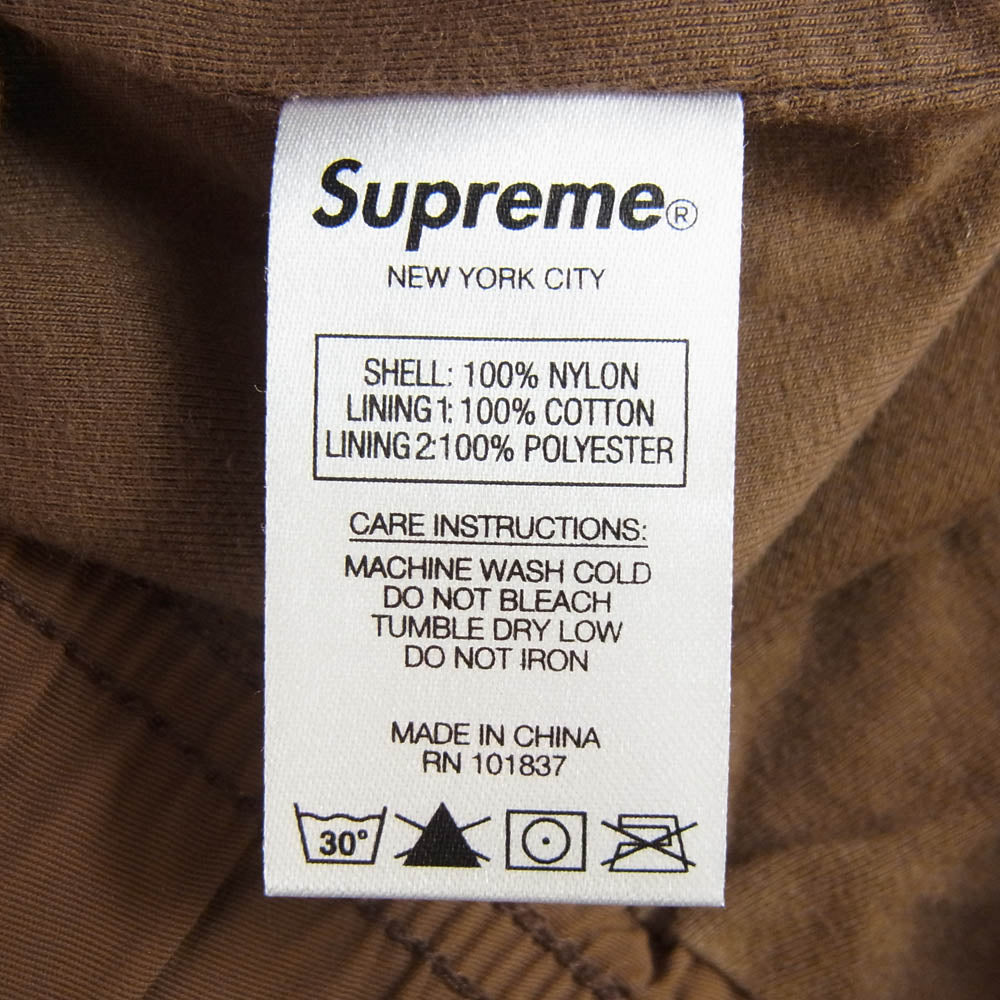 Supreme®
NEW YORK CITY
SHELL: 100% NYLON
LINING 1: 100% COTTON
LINING 2:100% POLYESTER
CARE INSTRUCTIONS:
MACHINE WASH COLD
DO NOT BLEACH
TUMBLE DRY LOW
DO NOT IRON
MADE IN CHINA
RN 101837
30°